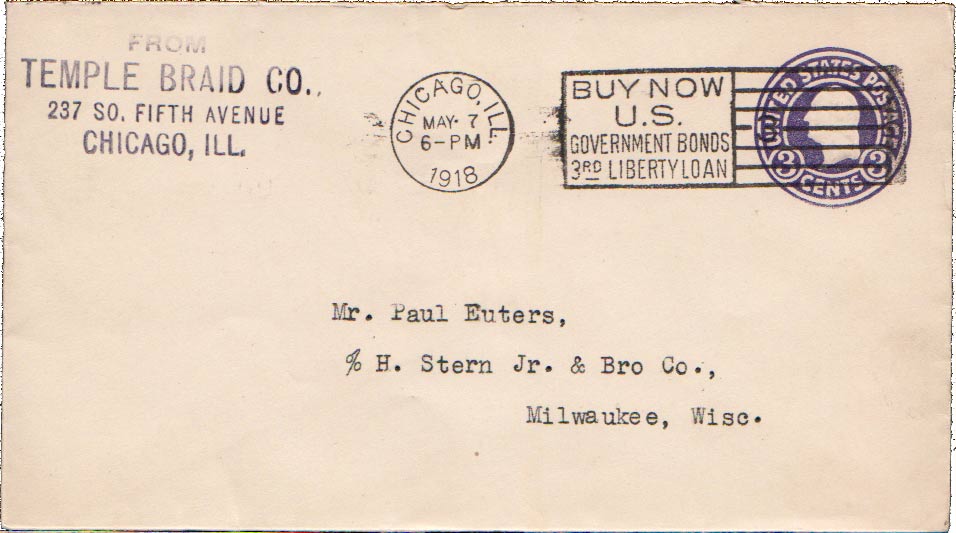 FROM
TEMPLE BRAID CO.,
237 SO. FIFTH AVENUE
CHICAGO, ILL.
CHICAGO, ILL.
MAY. 7
6-PM
1918
BUY NOW
U.S.
GOVERNMENT BONDS
3RD LIBERTY LOAN
UNITED STATES POSTAGE
3 CENTS 3
Mr. Paul Euters,
% H. Stern Jr. & Bro Co.,
Milwaukee, Wisc.